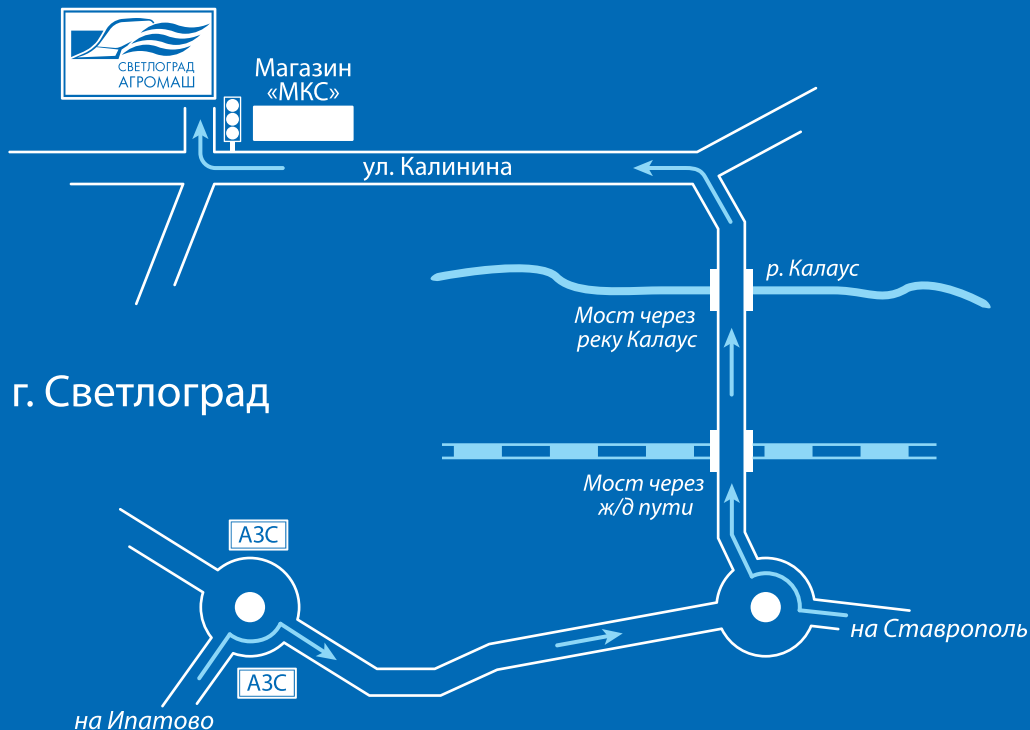 СВЕТЛОГРАД
АГРОМАШ
Магазин
«МКС»
ул. Калинина
р. Калаус
Мост через
реку Калаус
г. Светлоград
Мост через
ж/д пути
АЗС
на Ставрополь
АЗС
на Ипатово